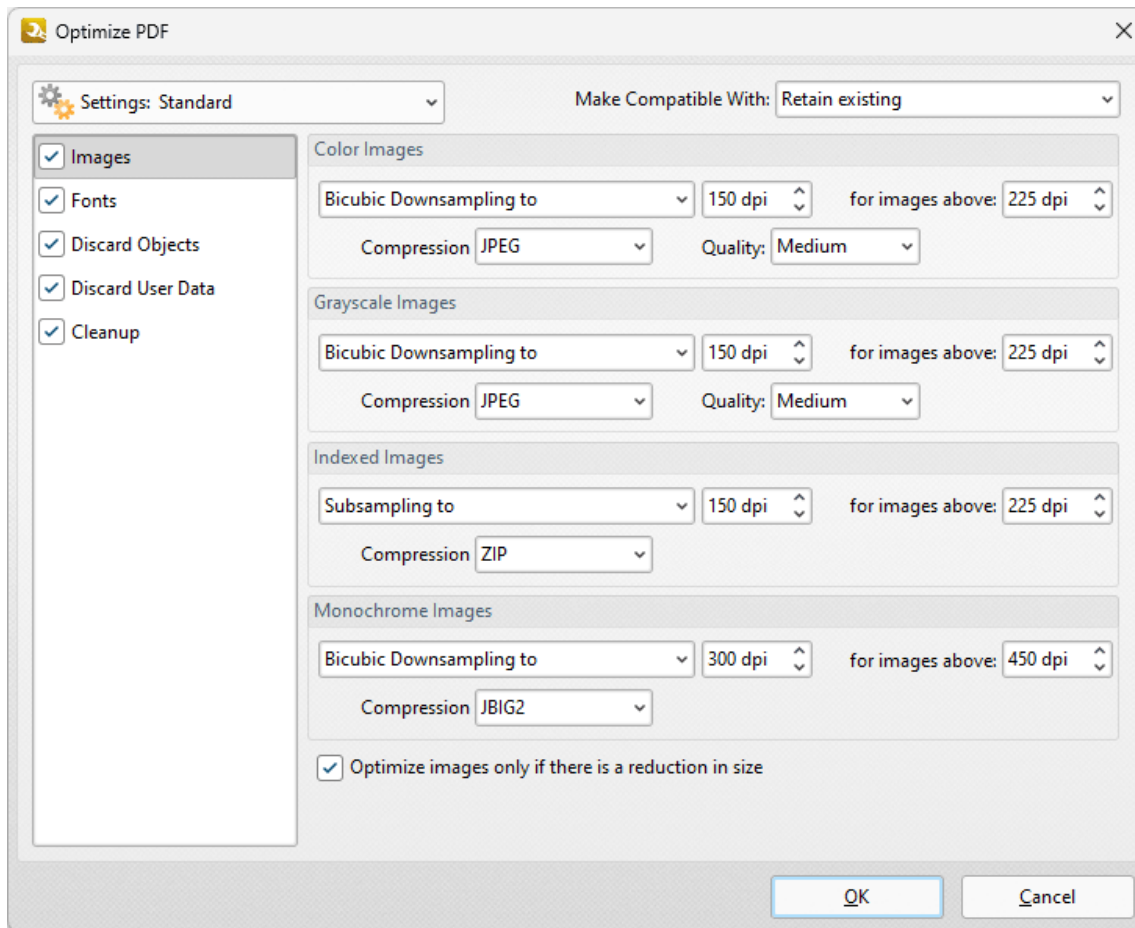 Optimize PDF
Settings: Standard
Make Compatible With: Retain existing
Images
Fonts
Discard Objects
Discard User Data
Cleanup
Color Images
Bicubic Downsampling to 150 dpi for images above: 225 dpi
Compression JPEG Quality: Medium
Grayscale Images
Bicubic Downsampling to 150 dpi for images above: 225 dpi
Compression JPEG Quality: Medium
Indexed Images
Subsampling to 150 dpi for images above: 225 dpi
Compression ZIP
Monochrome Images
Bicubic Downsampling to 300 dpi for images above: 450 dpi
Compression JBIG2
Optimize images only if there is a reduction in size
OK Cancel